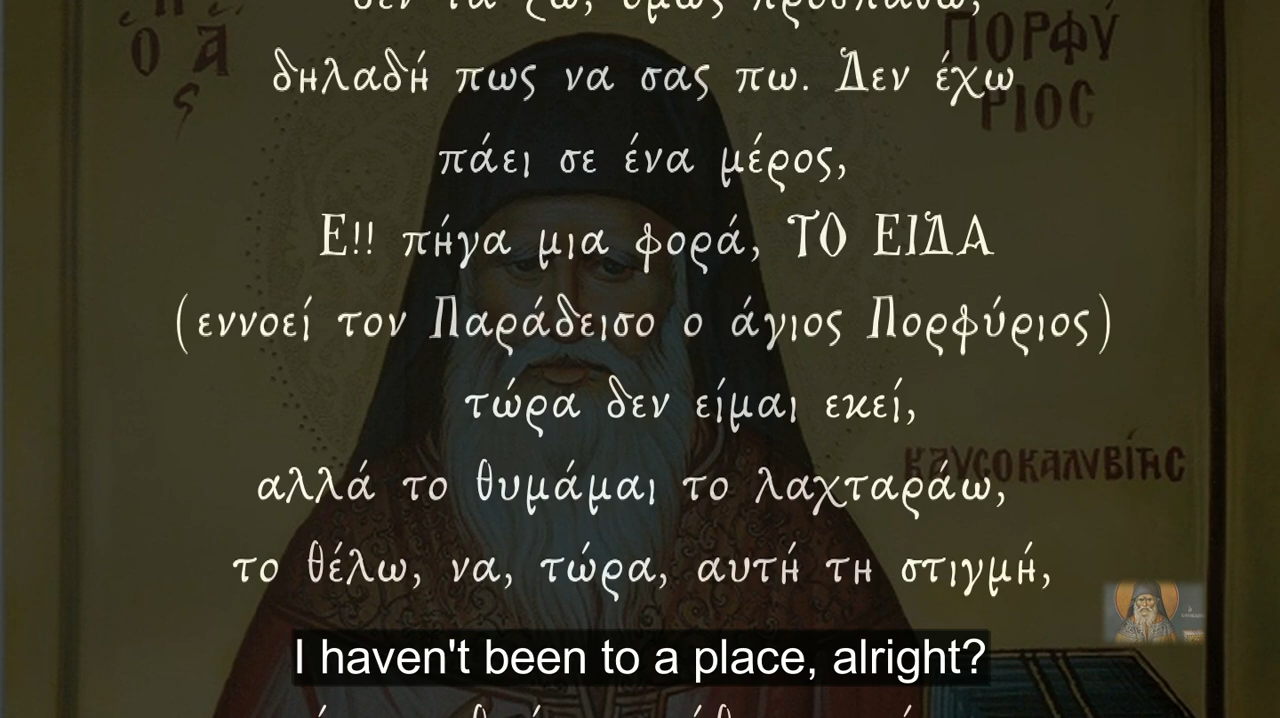 δηλαδή πως να σας πω. Δεν έχω
πάει σε ένα μέρος,
Ε!! πήγα μια φορά, ΤΟ ΕΙΔΑ
(εννοεί τον Παράδεισο ο άγιος Πορφύριος)
τώρα δεν είμαι εκεί,
αλλά το θυμάμαι το λαχταράω,
το θέλω, να, τώρα, αυτή τη στιγμή,
I haven't been to a place, alright?
Ο Ἅ
ς
ΠΟΡΦΥ
ΡΙΟC
ΚΑΥCΟΚΑΛΥΒΊΤΗC